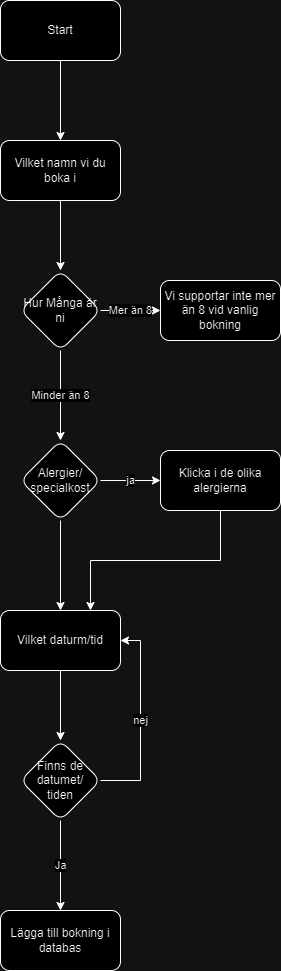 Start
Vilket namn vi du
boka i
Hur Många är
ni
Mer än 8
Vi supportar inte mer
än 8 vid vanlig
bokning
Minder än 8
Alergier/
specialkost
ja
Klicka i de olika
alergierna
Vilket daturm/tid
nej
Finns de
datumet/
tiden
Ja
Lägga till bokning i
databas